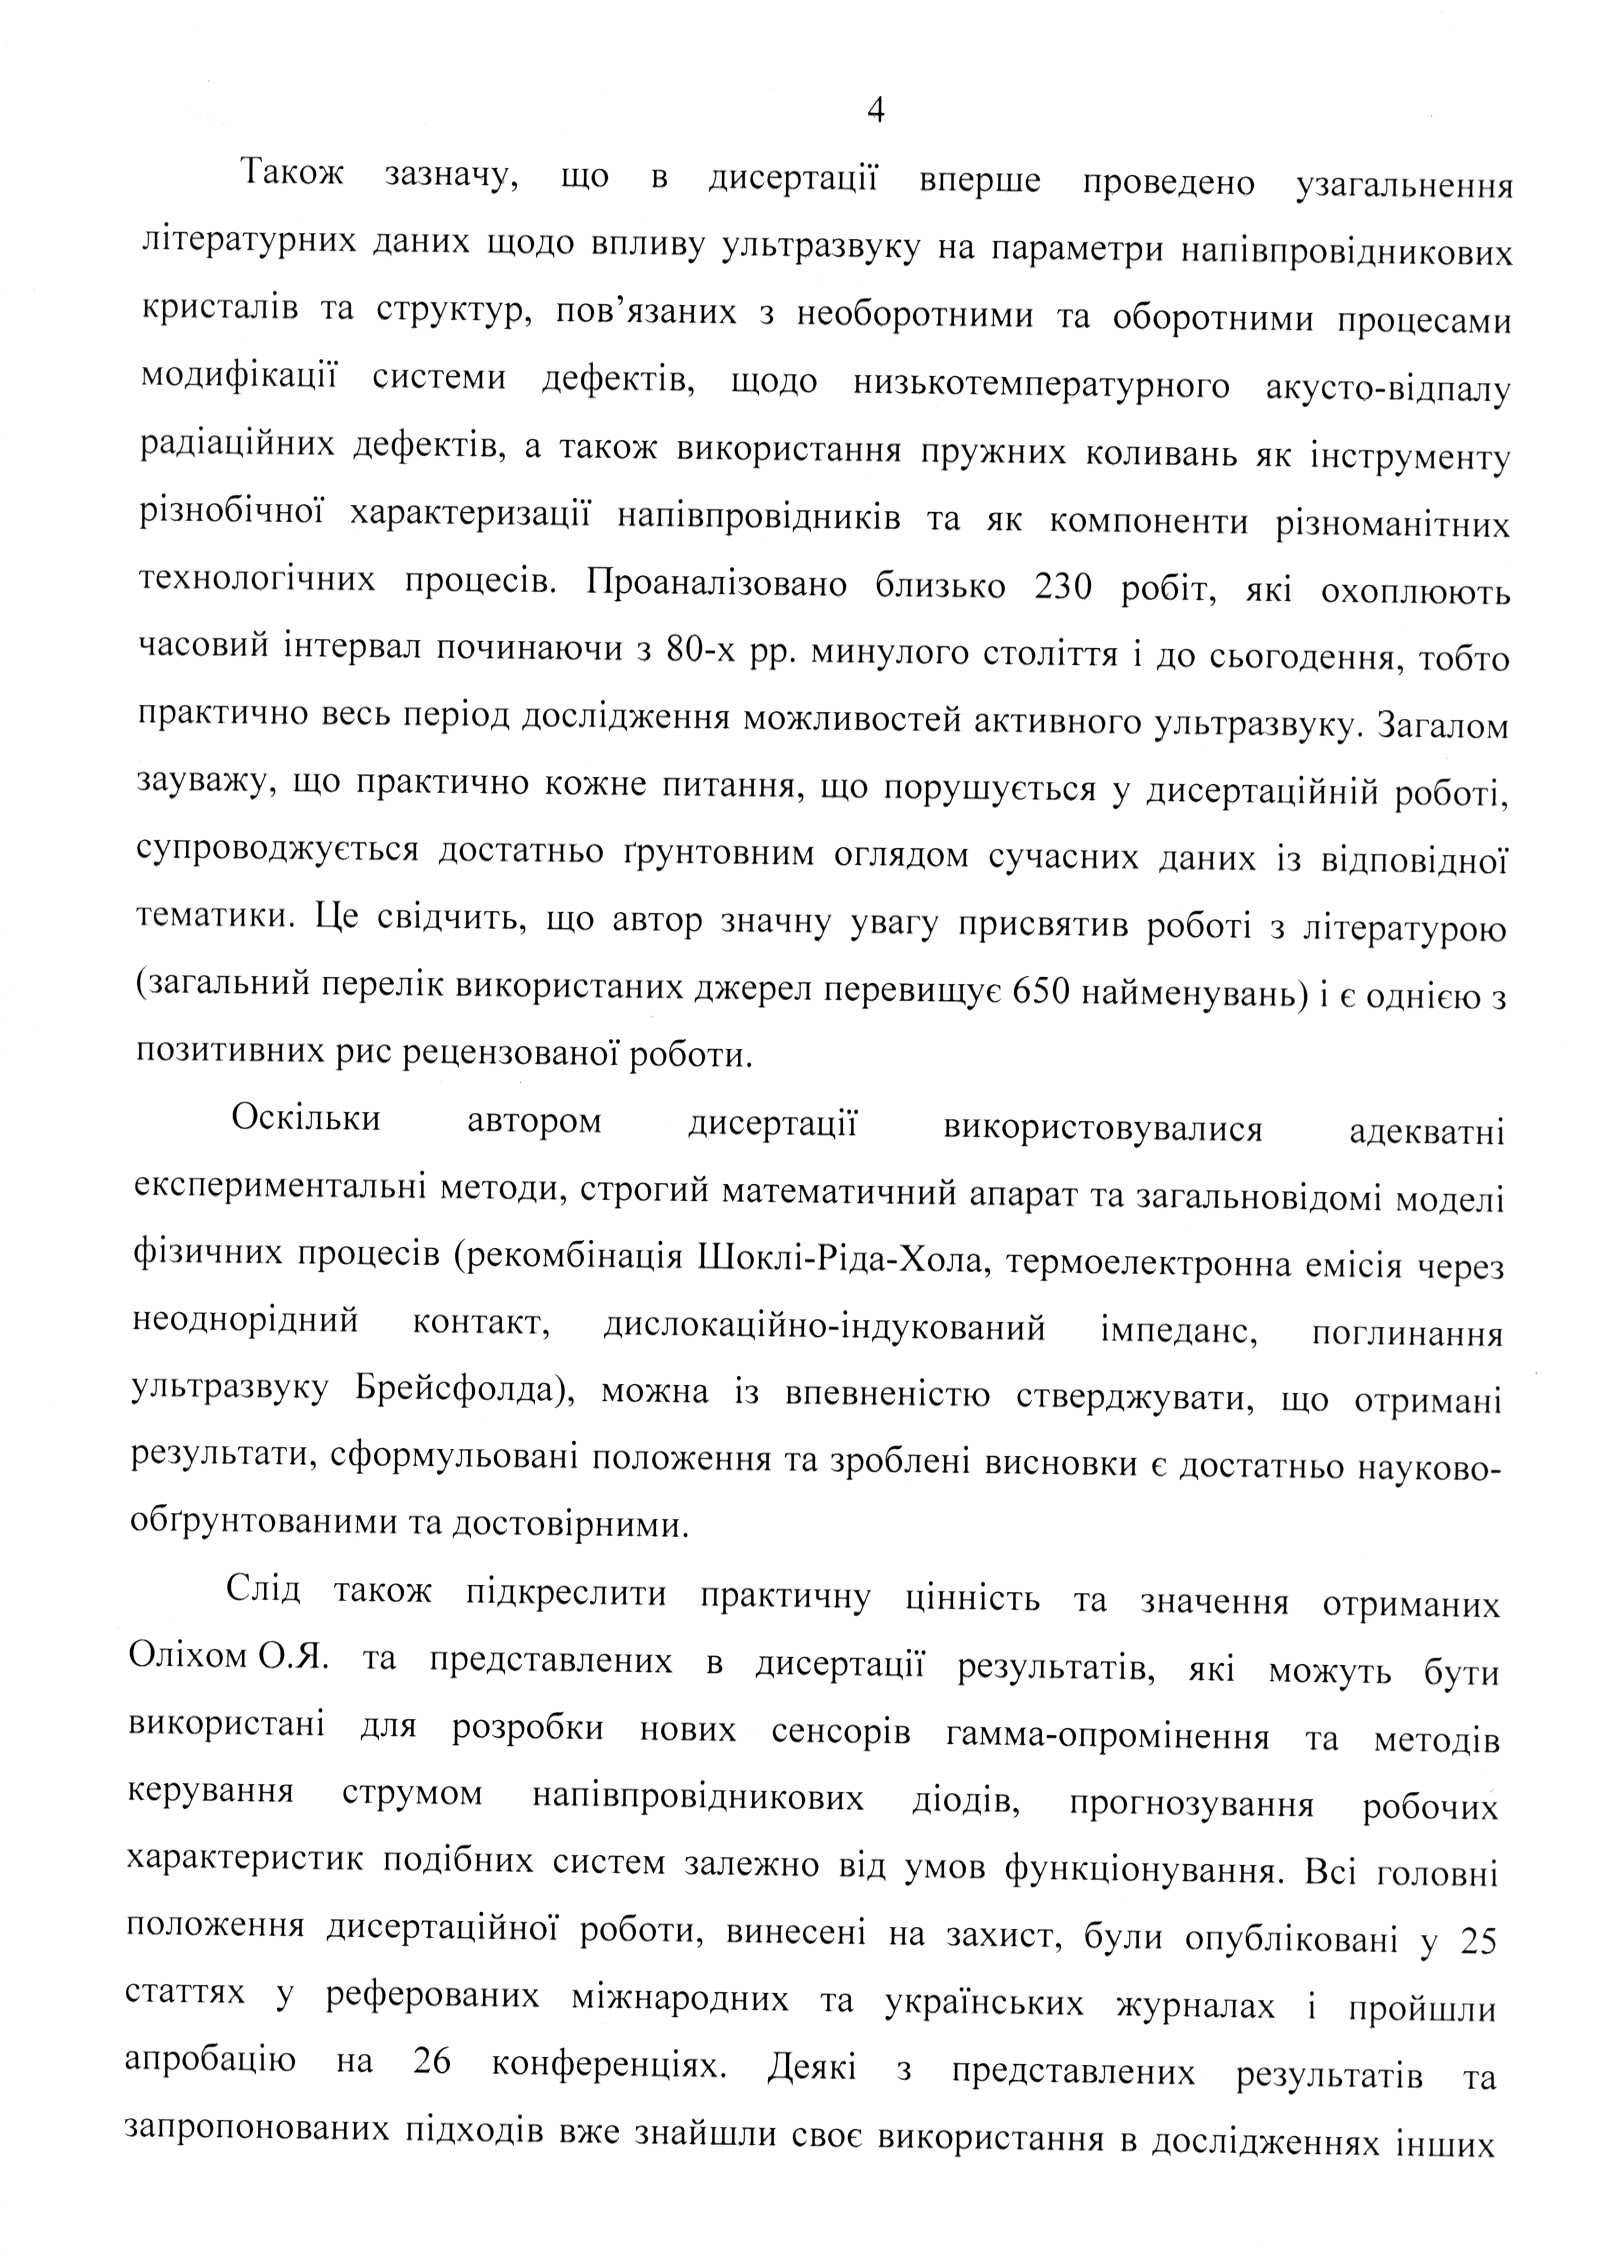 4
Також зазначу, що в дисертації вперше проведено узагальнення
літературних даних щодо впливу ультразвуку на параметри напівпровідникових
кристалів та структур, пов’язаних з необоротними та оборотними процесами
модифікації системи дефектів, щодо низькотемпературного акусто-відпалу
радіаційних дефектів, а також використання пружних коливань як інструменту
різнобічної характеризації напівпровідників та як компоненти різноманітних
технологічних процесів. Проаналізовано близько 230 робіт, які охоплюють
часовий інтервал починаючи з 80-х рр. минулого століття і до сьогодення, тобто
практично весь період дослідження можливостей активного ультразвуку. Загалом
зауважу, що практично кожне питання, що порушується у дисертаційній роботі,
супроводжується достатньо ґрунтовним оглядом сучасних даних із відповідної
тематики. Це свідчить, що автор значну увагу присвятив роботі з літературою
(загальний перелік використаних джерел перевищує 650 найменувань) і є однією з
позитивних рис рецензованої роботи.
Оскільки автором дисертації використовувалися адекватні
експериментальні методи, строгий математичний апарат та загальновідомі моделі
фізичних процесів (рекомбінація Шоклі-Ріда-Хола, термоелектронна емісія через
неоднорідний контакт, дислокаційно-індукований імпеданс, поглинання
ультразвуку Брейсфолда), можна із впевненістю стверджувати, що отримані
результати, сформульовані положення та зроблені висновки є достатньо науково-
обґрунтованими та достовірними.
Слід також підкреслити практичну цінність та значення отриманих
Оліхом О.Я. та представлених в дисертації результатів, які можуть бути
використані для розробки нових сенсорів гамма-опромінення та методів
керування струмом напівпровідникових діодів, прогнозування робочих
характеристик подібних систем залежно від умов функціонування. Всі головні
положення дисертаційної роботи, винесені на захист, були опубліковані у 25
статтях у реферованих міжнародних та українських журналах і пройшли
апробацію на 26 конференціях. Деякі з представлених результатів та
запропонованих підходів вже знайшли своє використання в дослідженнях інших